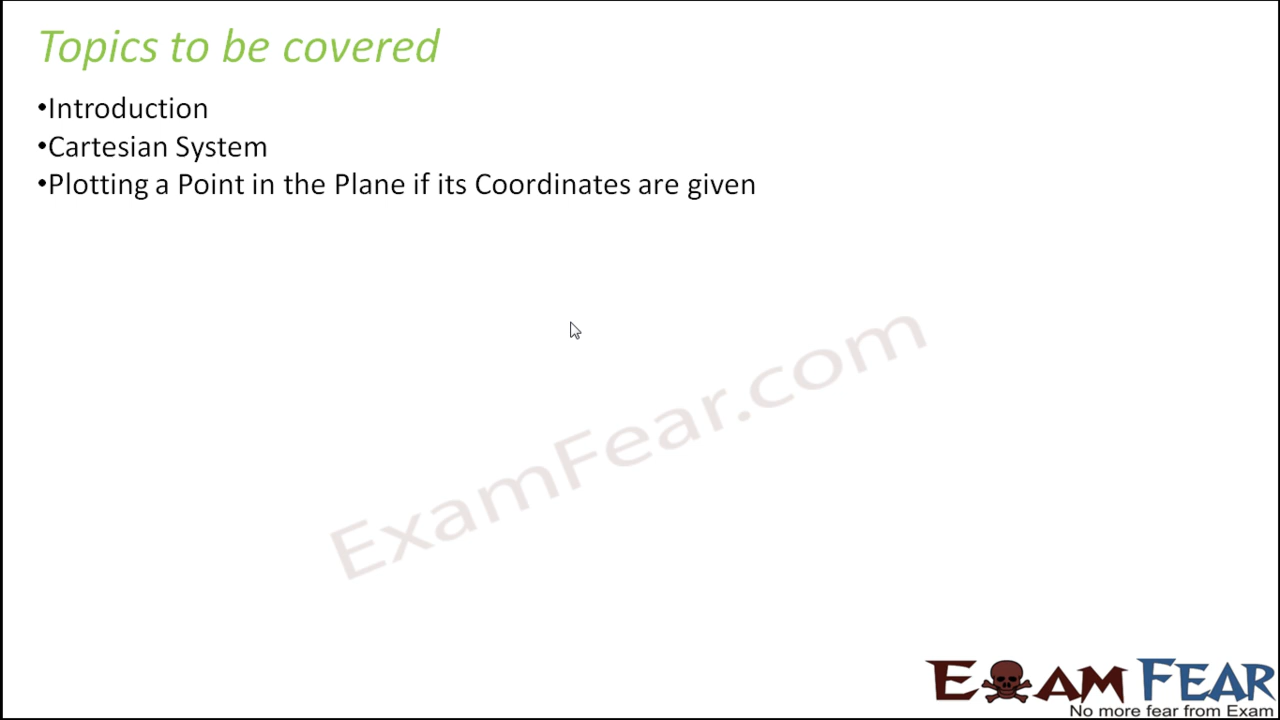 Topics to be covered
•Introduction
•Cartesian System
•Plotting a Point in the Plane if its Coordinates are given
ExamFear.com
EXAM FEAR
No more fear from Exam